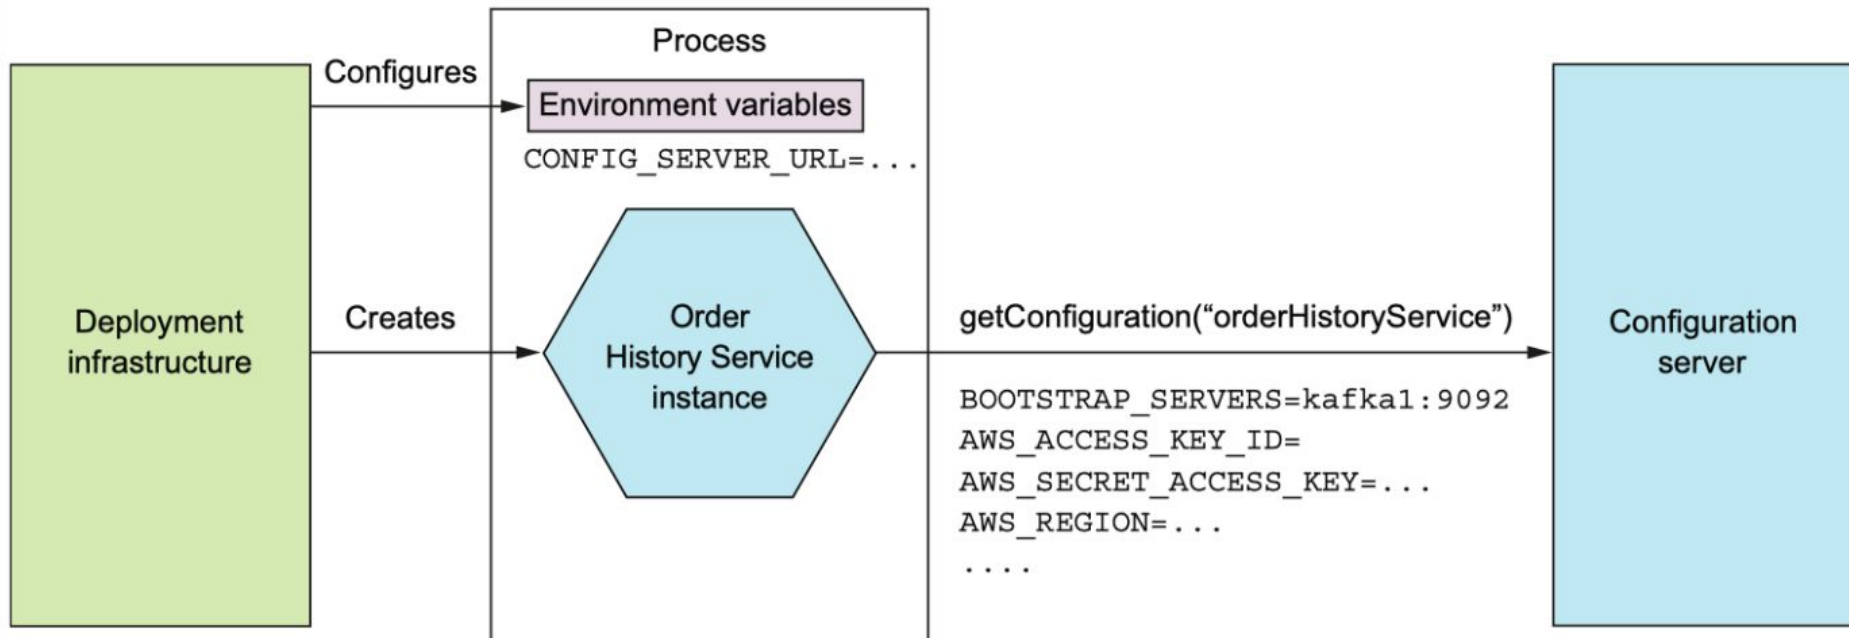 Process
Configures
Environment variables
CONFIG_SERVER_URL=...
Deployment
infrastructure
Creates
Order
History Service
instance
getConfiguration(“orderHistoryService”)
BOOTSTRAP_SERVERS=kafka1:9092
AWS_ACCESS_KEY_ID=
AWS_SECRET_ACCESS_KEY=...
AWS_REGION=...
....
Configuration
server